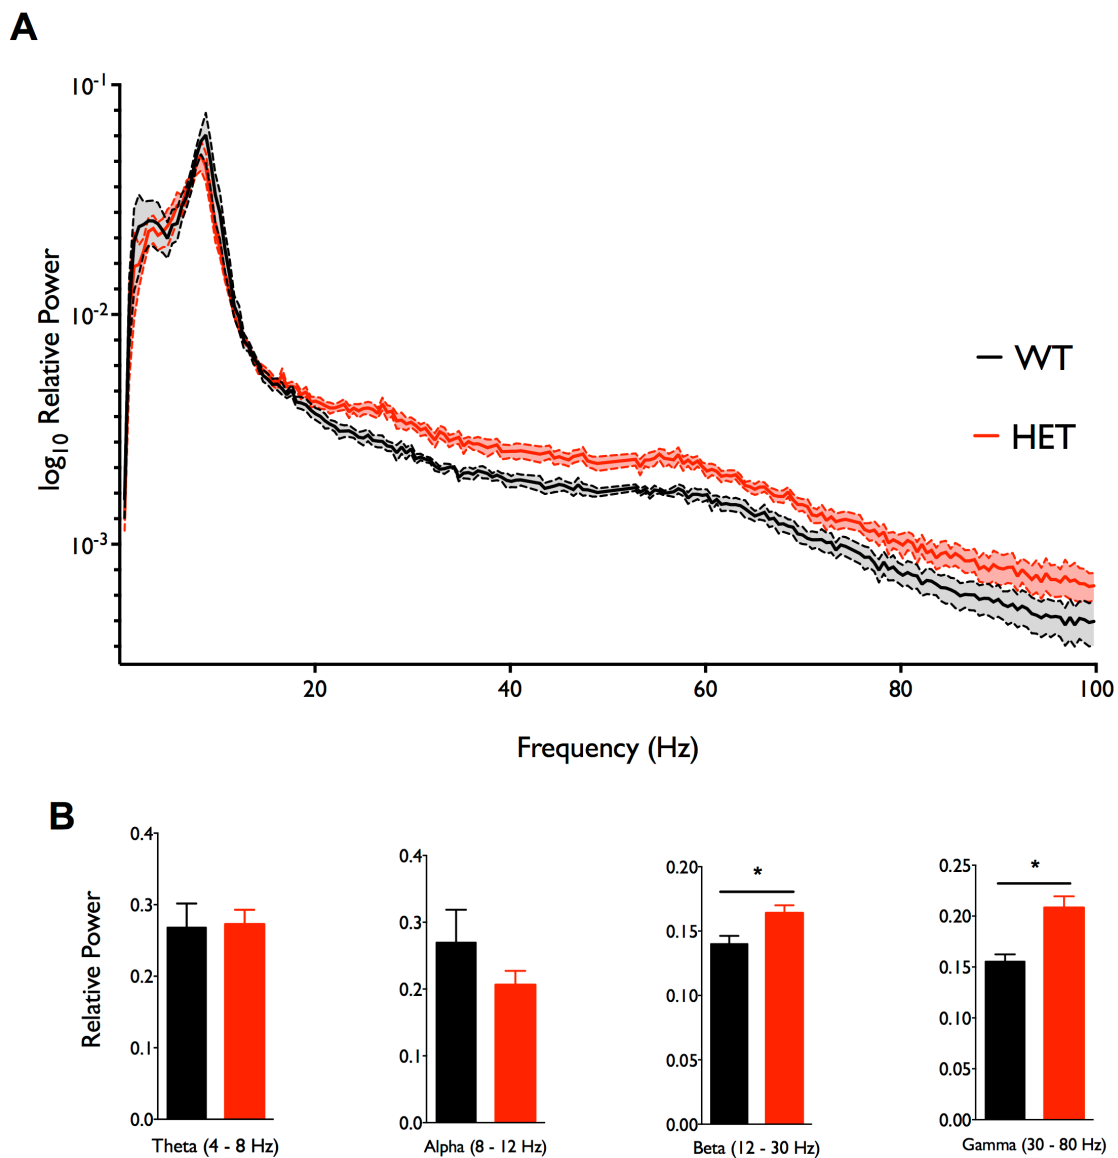 A
10-1
10-2
10-3
log10 Relative Power
WT
HET
20 40 60 80 100
Frequency (Hz)
B
Relative Power
0.4
0.3
0.2
0.1
0.0
Theta (4 - 8 Hz)
0.4
0.3
0.2
0.1
0.0
Alpha (8 - 12 Hz)
0.20
0.15
0.10
0.05
0.00
*
Beta (12 - 30 Hz)
0.25
0.20
0.15
0.10
0.05
0.00
*
Gamma (30 - 80 Hz)